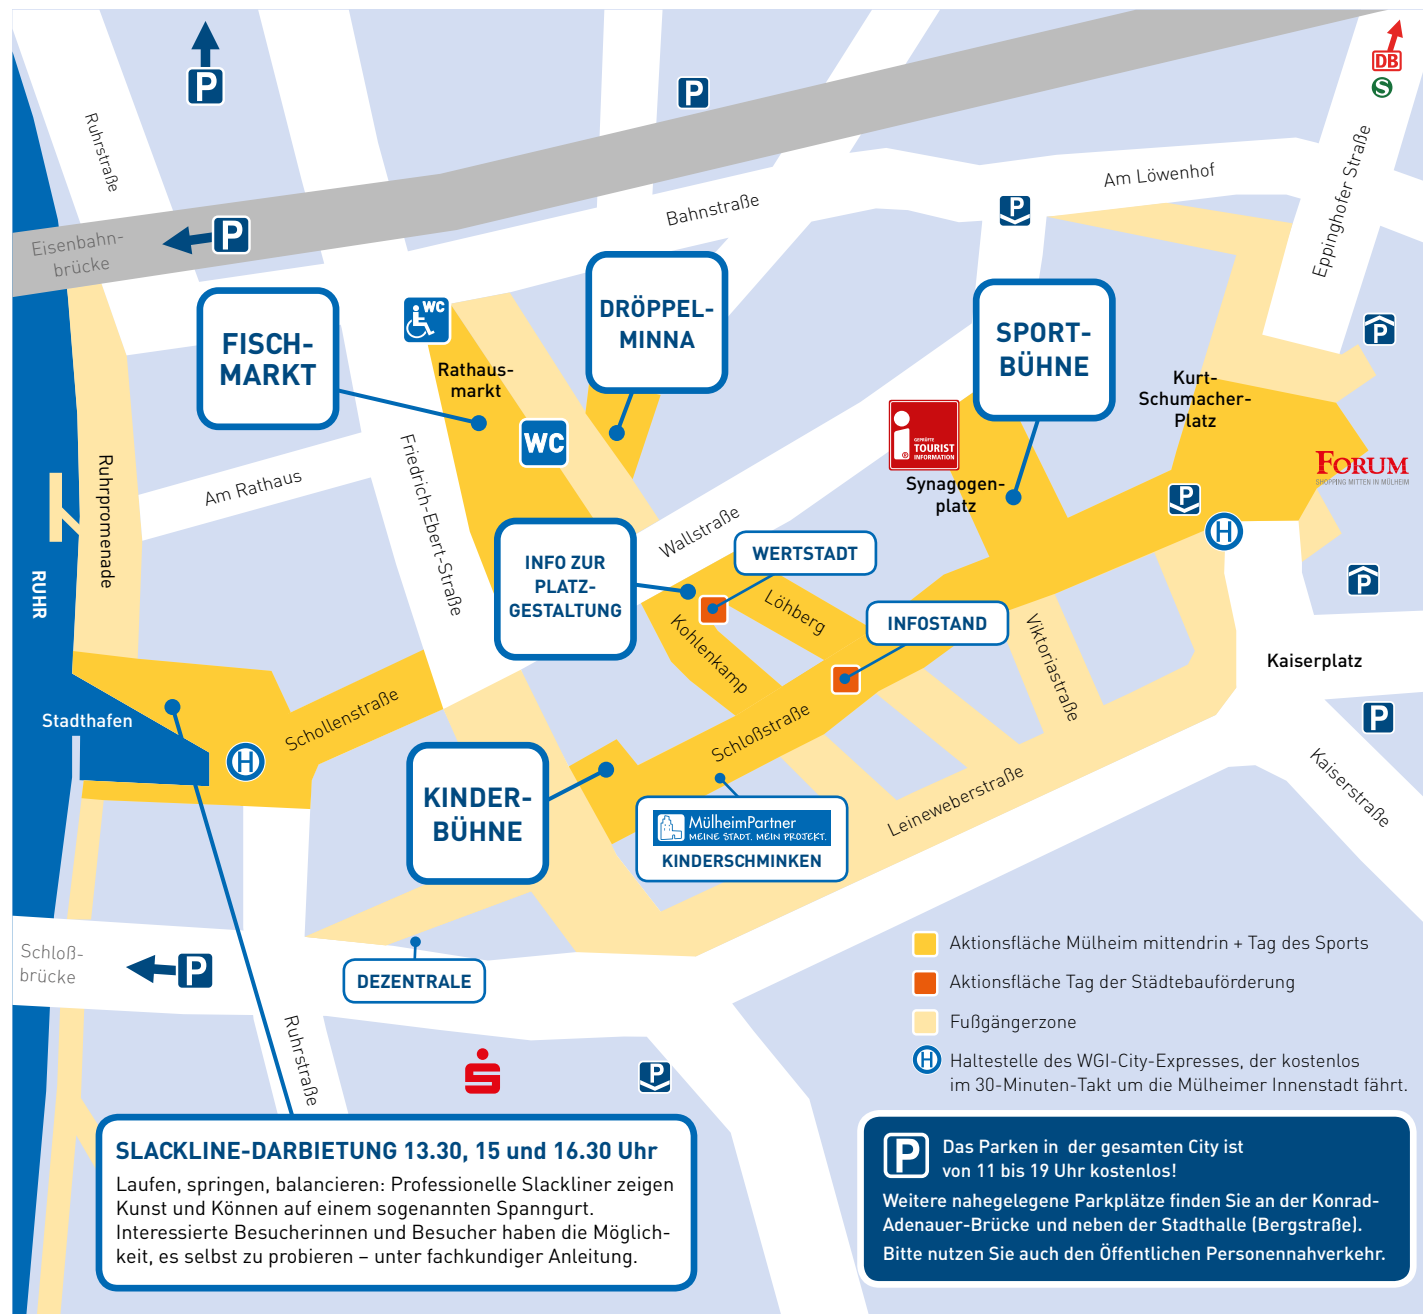 P
P
DB
S
Ruhrstraße
Am Löwenhof
Eppinghofer Straße
Bahnstraße
P
P
Eisenbahn-
brücke
WC
DRÖPPEL-
MINNA
FISCH-
MARKT
SPORT-
BÜHNE
P
Rathaus-
markt
Kurt-
Schumacher-
Platz
WC
i
GEPRÜFTE
TOURIST
INFORMATION
FORUM
SHOPPING MITTEN IN MÜLHEIM
Friedrich-Ebert-Straße
Ruhrpromenade
Am Rathaus
Synagogen-
platz
P
H
Wallstraße
WERTSTADT
INFO ZUR
PLATZ-
GESTALTUNG
P
RUHR
Löhberg
INFOSTAND
Kohlenkamp
Viktoriastraße
Kaiserplatz
Stadthafen
Schollenstraße
Schloßstraße
P
H
KINDER-
BÜHNE
Leineweberstraße
Kaiserstraße
MülheimPartner
MEINE STADT. MEIN PROJEKT.
KINDERSCHMINKEN
Schloß-
brücke
P
DEZENTRALE
Aktionsfläche Mülheim mittendrin + Tag des Sports
Aktionsfläche Tag der Städtebauförderung
Fußgängerzone
H
Haltestelle des WGI-City-Expresses, der kostenlos
im 30-Minuten-Takt um die Mülheimer Innenstadt fährt.
Ruhrstraße
P
SLACKLINE-DARBIETUNG 13.30, 15 und 16.30 Uhr
Laufen, springen, balancieren: Professionelle Slackliner zeigen
Kunst und Können auf einem sogenannten Spanngurt.
Interessierte Besucherinnen und Besucher haben die Möglich-
keit, es selbst zu probieren – unter fachkundiger Anleitung.
P
Das Parken in der gesamten City ist
von 11 bis 19 Uhr kostenlos!
Weitere nahegelegene Parkplätze finden Sie an der Konrad-
Adenauer-Brücke und neben der Stadthalle (Bergstraße).
Bitte nutzen Sie auch den Öffentlichen Personennahverkehr.